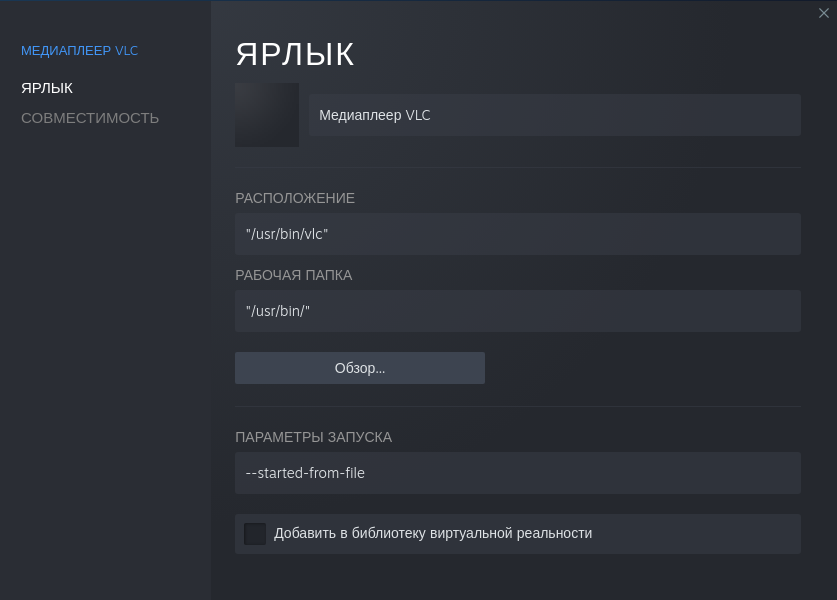 МЕДИАПЛЕЕР VLC
ЯРЛЫК
СОВМЕСТИМОСТЬ
ЯРЛЫК
Медиаплеер VLC
РАСПОЛОЖЕНИЕ
"/usr/bin/vlc"
РАБОЧАЯ ПАПКА
"/usr/bin/"
Обзор...
ПАРАМЕТРЫ ЗАПУСКА
--started-from-file
Добавить в библиотеку виртуальной реальности